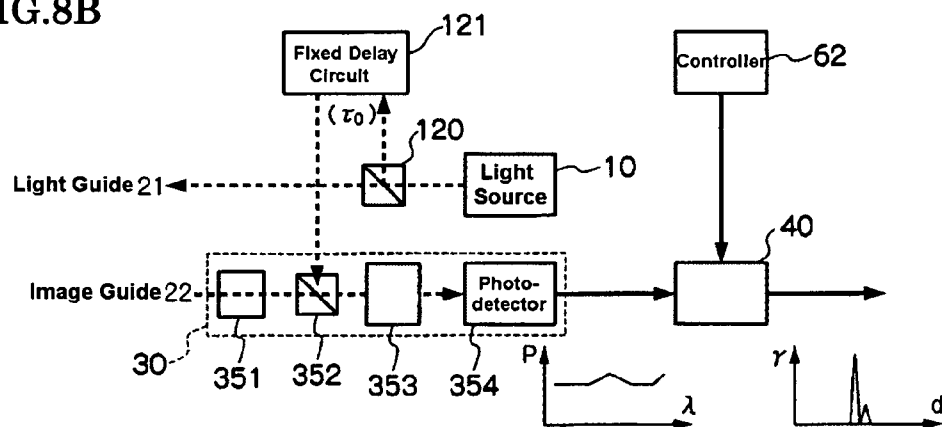 IG.8B
Fixed Delay
Circuit
121
Controller
62
(τ0)
120
Light
Source
10
Light Guide 21
40
Image Guide 22
Photo-
detector
30
351
352
353
354
P
λ
γ
d